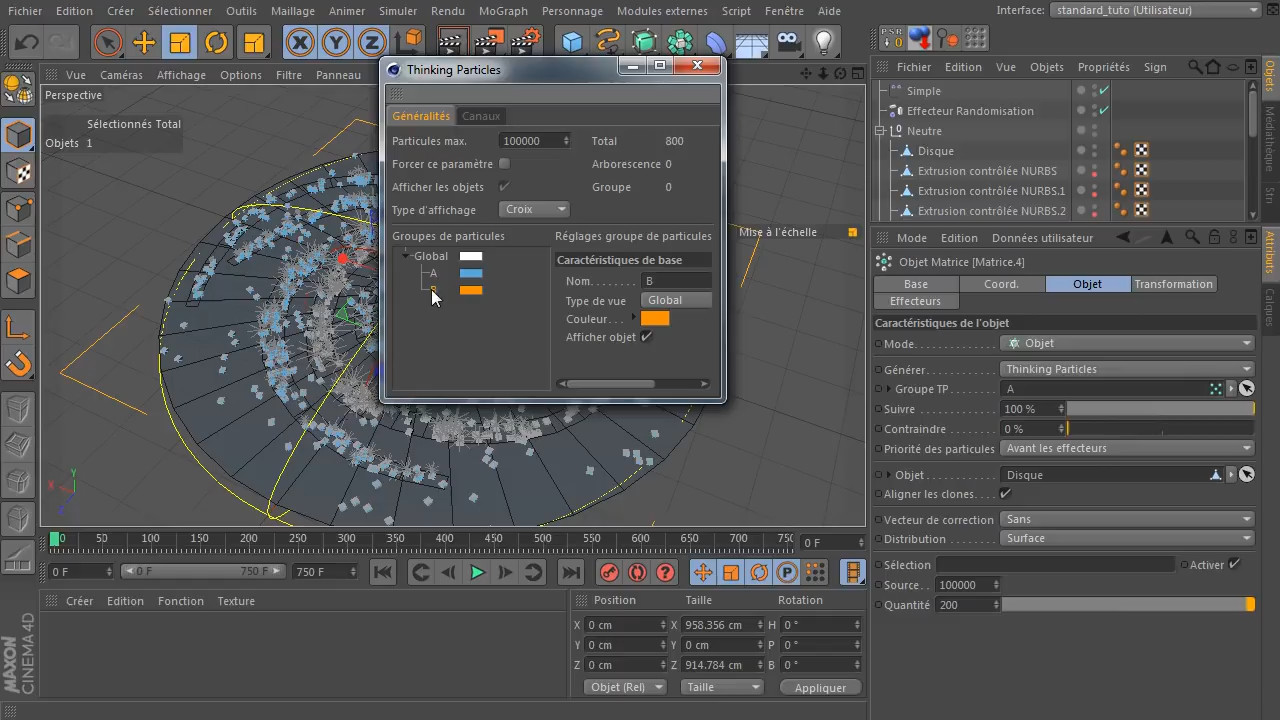 Fichier Edition Créer Sélectionner Outils Maillage Animer Simuler Rendu MoGraph Personnage Modules externes Script Fenêtre Aide Interface: standard_tuto (Utilisateur)
X Y Z
PSR
0
Vue Caméras Affichage Options Filtre Panneau
Perspective
Sélectionnés Total
Objets 1
Thinking Particles
Généralités Canaux
Particules max. 100000 Total 800
Forcer ce paramètre Arborescence 0
Afficher les objets Groupe 0
Type d'affichage Croix
Groupes de particules Réglages groupe de particules
Global
A
B
Caractéristiques de base
Nom. B
Type de vue Global
Couleur
Afficher objet
Mise à l'échelle
X Y Z
Fichier Edition Vue Objets Propriétés Sign
Simple
Effecteur Randomisation
Neutre
Disque
Extrusion contrôlée NURBS
Extrusion contrôlée NURBS.1
Extrusion contrôlée NURBS.2
Objets
Médiathèque
Str
Attributs
Calques
Mode Edition Données utilisateur
Objet Matrice [Matrice.4]
Base Coord. Objet Transformation
Effecteurs
Caractéristiques de l'objet
Mode Objet
Générer Thinking Particles
Groupe TP A
Suivre 100 %
Contraindre 0 %
Priorité des particules Avant les effecteurs
Objet Disque
Aligner les clones
Vecteur de correction Sans
Distribution Surface
Sélection Activer
Source 100000
Quantité 200
0 50 100 150 200 250 300 350 400 450 500 550 600 650 700 750 0 F
0 F 0 F 750 F 750 F
P
Créer Edition Fonction Texture
Position Taille Rotation
X 0 cm X 958.356 cm H 0 °
Y 0 cm Y 0 cm P 0 °
Z 0 cm Z 914.784 cm B 0 °
Objet (Rel) Taille Appliquer
MAXON
CINEMA 4D